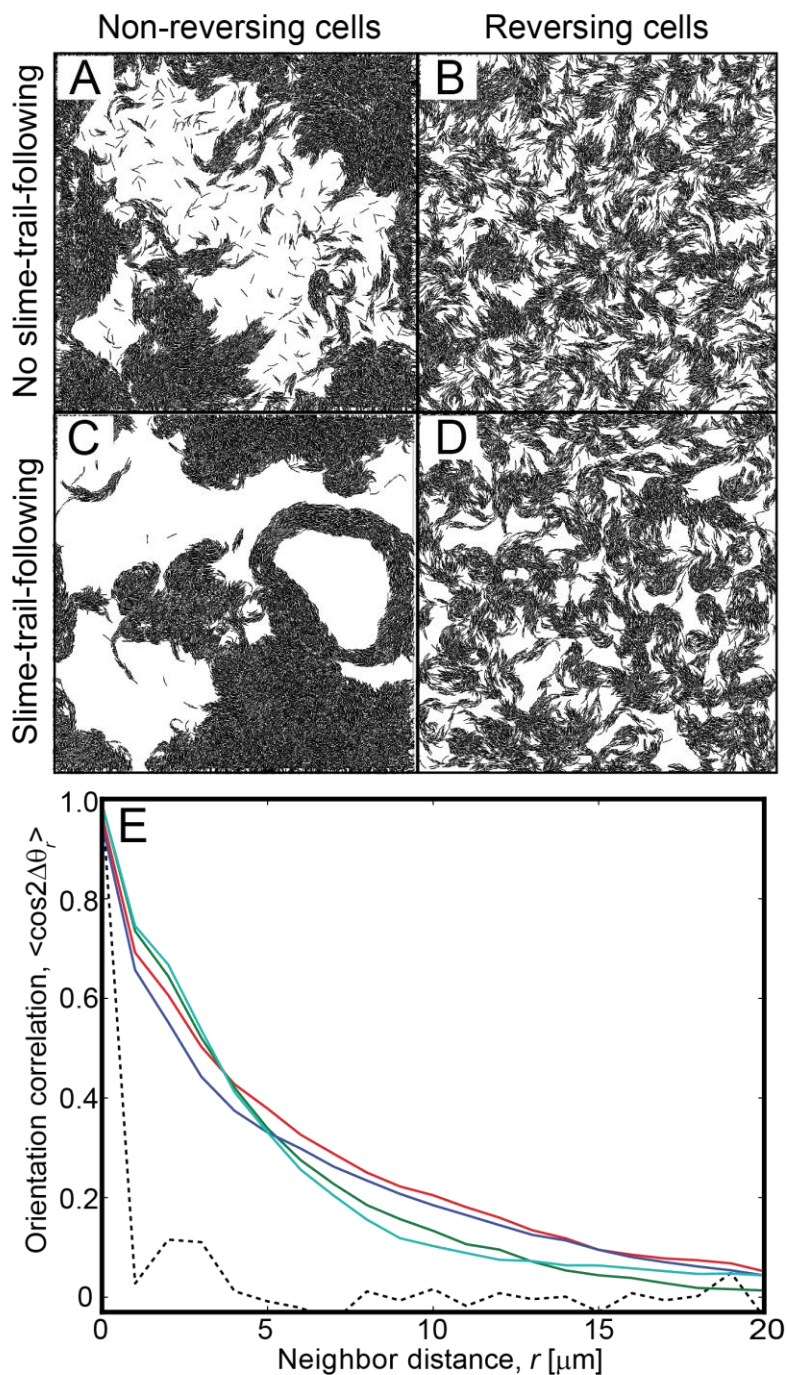 Non-reversing cells
Reversing cells
No slime-trail-following
A
B
Slime-trail-following
C
D
E
Orientation correlation, <cos2Δθr>
1.0
0.8
0.6
0.4
0.2
0
0
5
10
15
20
Neighbor distance, r [μm]